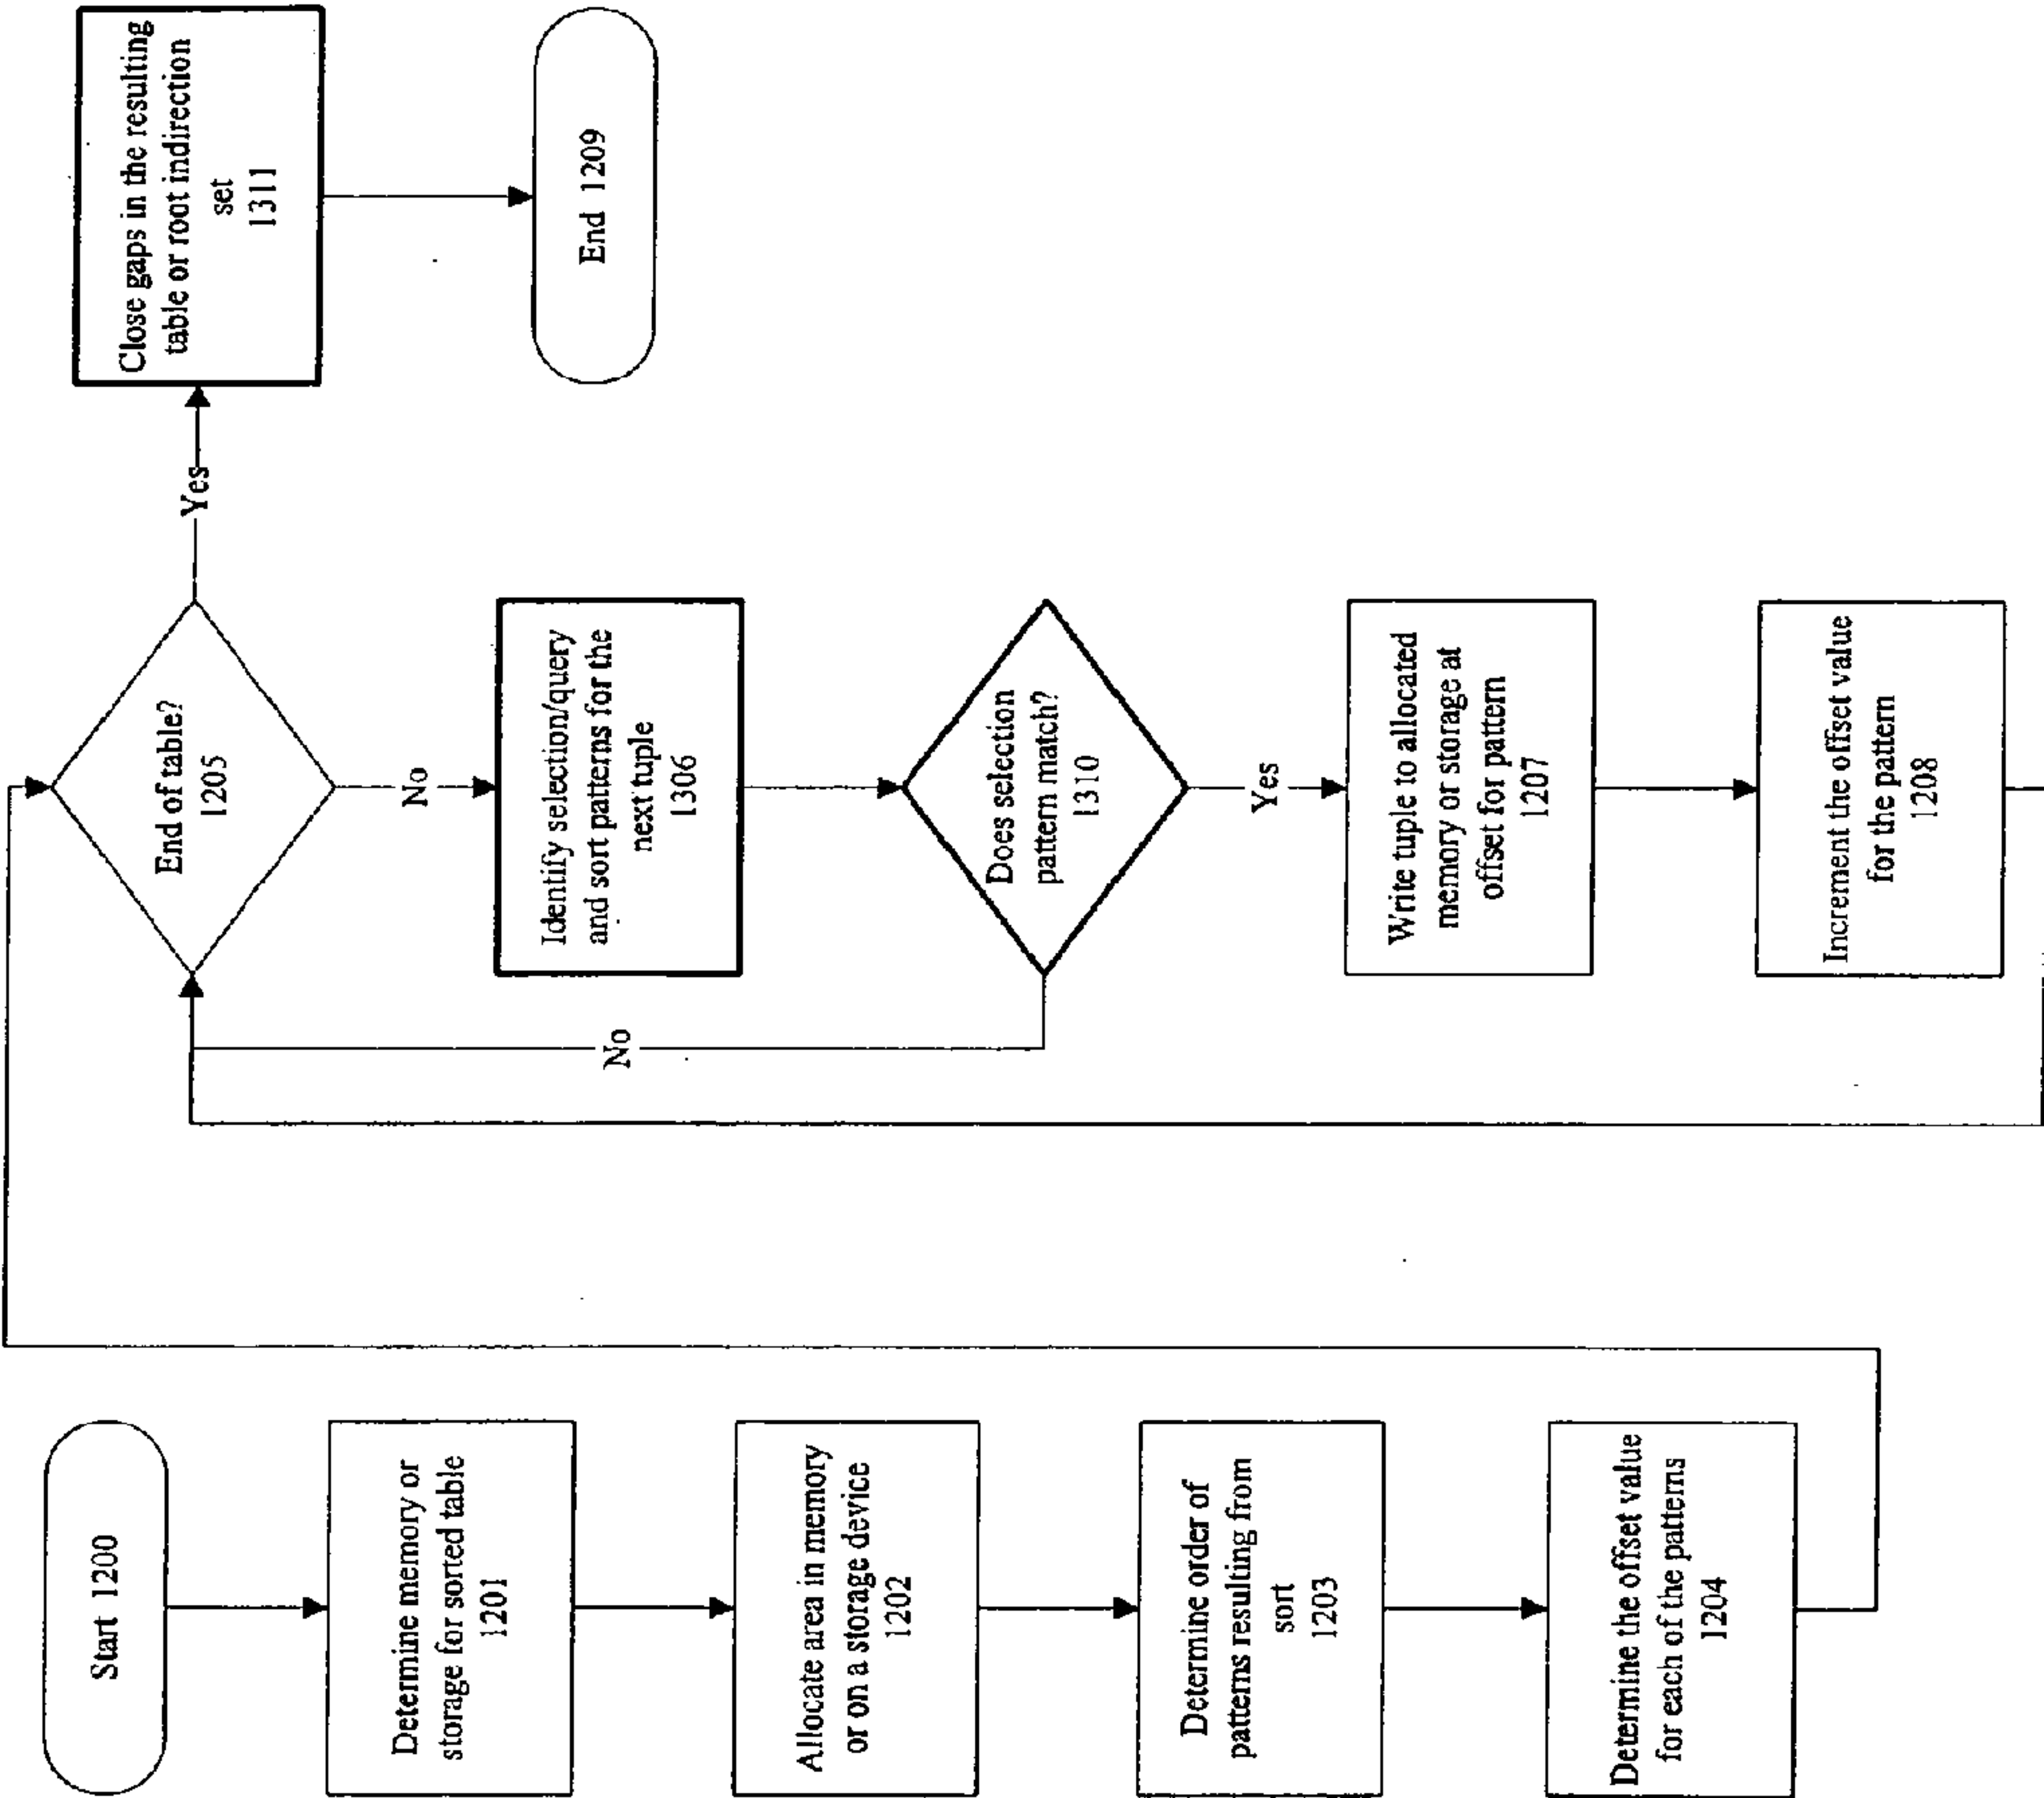 Start 1200
Determine memory or
storage for sorted table
1201
Allocate area in memory
or on a storage device
1202
Determine order of
patterns resulting from
sort
1203
Determine the offset value
for each of the patterns
1204
End of table?
1205
No
Yes
Identify selection/query
and sort patterns for the
next tuple
1306
Does selection
pattern match?
1310
No
Yes
Write tuple to allocated
memory or storage at
offset for pattern
1207
Increment the offset value
for the pattern
1208
Close gaps in the resulting
table or root indirection
set
1311
End 1209